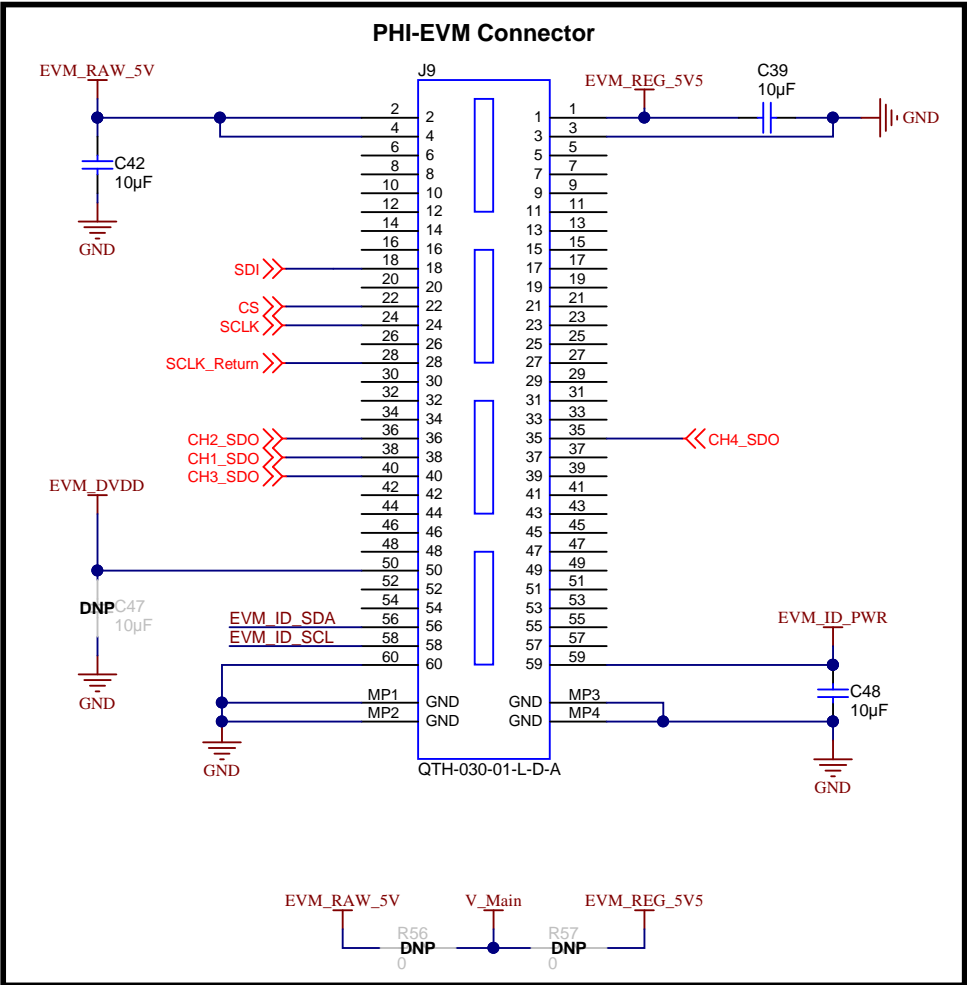 PHI-EVM Connector
EVM_RAW_5V
J9
EVM_REG_5V5
C39
10µF
2 2 1 1
4 4 3 3
GND
6 6 5 5
C42
10µF
8 8 7 7
10 10 9 9
12 12 11 11
14 14 13 13
GND
16 16 15 15
SDI 18 18 17 17
20 20 19 19
CS 22 22 21 21
SCLK 24 24 23 23
26 26 25 25
SCLK_Return 28 28 27 27
30 30 29 29
32 32 31 31
34 34 33 33
CH2_SDO 36 36 35 35 CH4_SDO
CH1_SDO 38 38 37 37
CH3_SDO 40 40 39 39
EVM_DVDD
42 42 41 41
44 44 43 43
46 46 45 45
48 48 47 47
50 50 49 49
52 52 51 51
DNP C47
10µF
54 54 53 53
EVM_ID_SDA 56 56 55 55
EVM_ID_PWR
EVM_ID_SCL 58 58 57 57
60 60 59 59
GND
MP1 GND GND MP3
C48
10µF
MP2 GND GND MP4
GND
QTH-030-01-L-D-A
GND
EVM_RAW_5V V_Main EVM_REG_5V5
R56 R57
DNP DNP
0 0